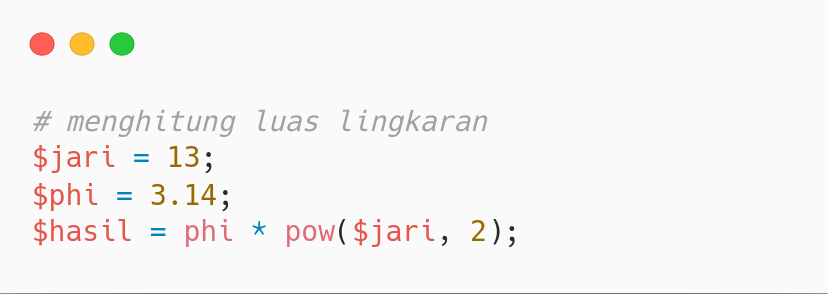 # menghitung luas lingkaran
$jari = 13;
$phi = 3.14;
$hasil = phi * pow($jari, 2);